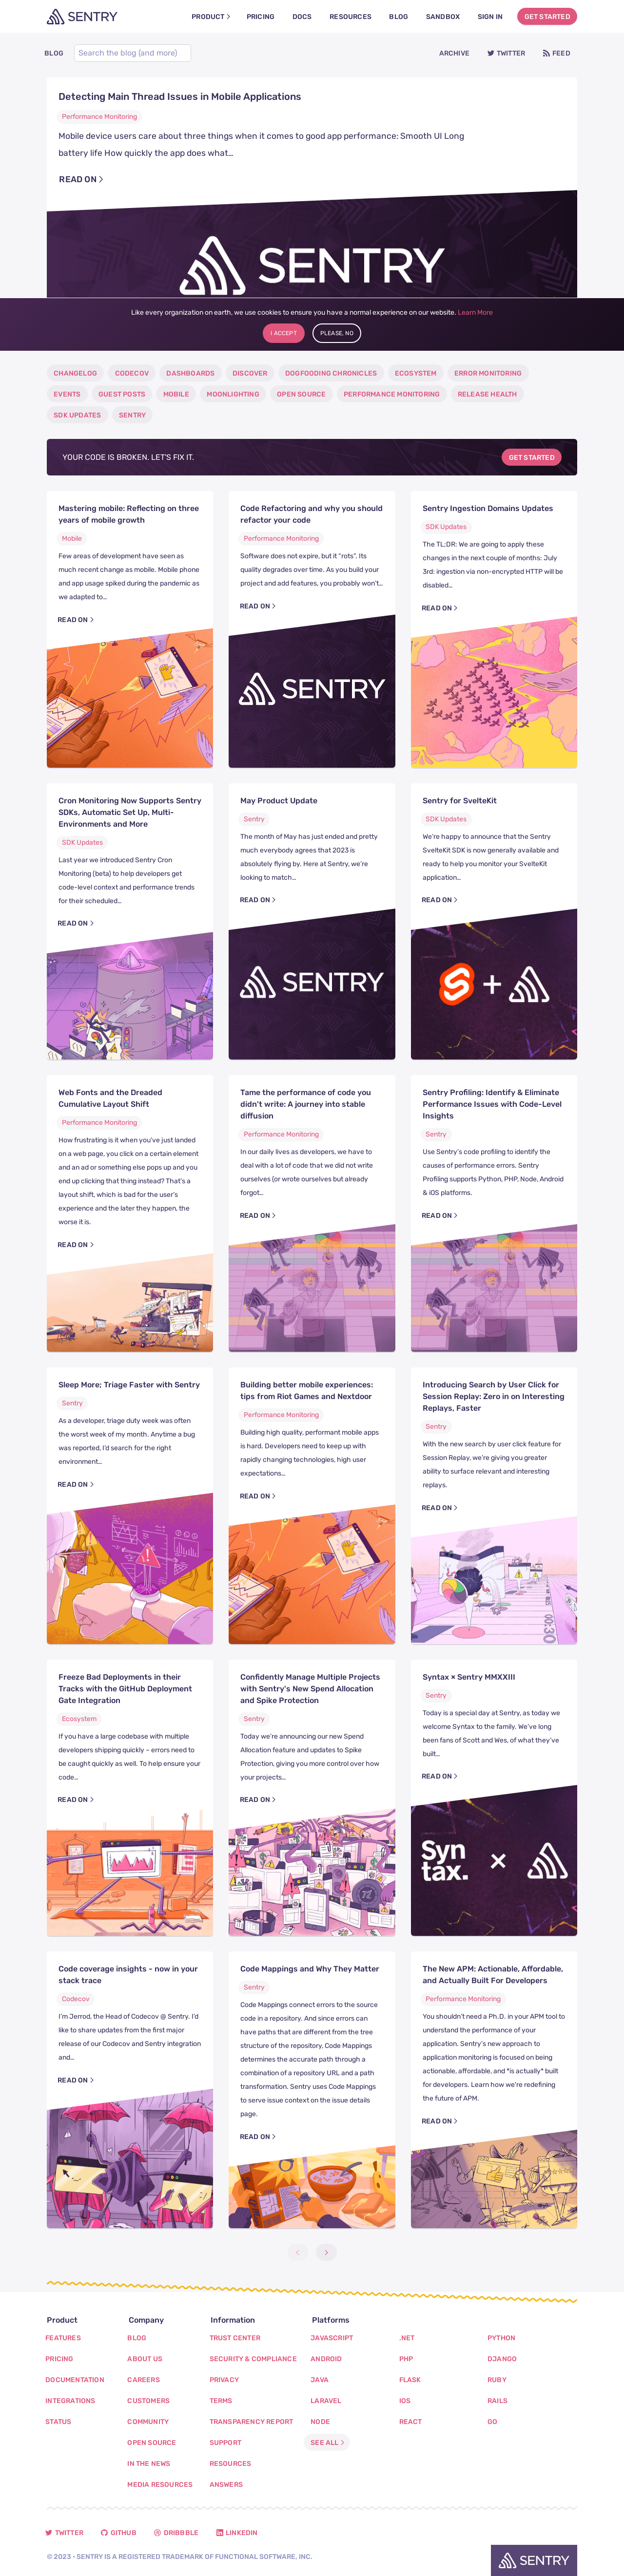 SENTRY
PRODUCT
PRICING
DOCS
RESOURCES
BLOG
SANDBOX
SIGN IN
GET STARTED
BLOG
Search the blog (and more)
ARCHIVE
TWITTER
FEED
Detecting Main Thread Issues in Mobile Applications
Performance Monitoring
Mobile device users care about three things when it comes to good app performance: Smooth UI Long
battery life How quickly the app does what…
READ ON
SENTRY
Like every organization on earth, we use cookies to ensure you have a normal experience on our website. Learn More
I ACCEPT
PLEASE, NO
CHANGELOG
CODECOV
DASHBOARDS
DISCOVER
DOGFOODING CHRONICLES
ECOSYSTEM
ERROR MONITORING
EVENTS
GUEST POSTS
MOBILE
MOONLIGHTING
OPEN SOURCE
PERFORMANCE MONITORING
RELEASE HEALTH
SDK UPDATES
SENTRY
YOUR CODE IS BROKEN. LET'S FIX IT.
GET STARTED
Mastering mobile: Reflecting on three
years of mobile growth
Mobile
Few areas of development have seen as
much recent change as mobile. Mobile phone
and app usage spiked during the pandemic as
we adapted to…
READ ON
Code Refactoring and why you should
refactor your code
Performance Monitoring
Software does not expire, but it "rots". Its
quality degrades over time. As you build your
project and add features, you probably won't…
READ ON
SENTRY
Sentry Ingestion Domains Updates
SDK Updates
The TL;DR: We are going to apply these
changes in the next couple of months: July
3rd: ingestion via non-encrypted HTTP will be
disabled…
READ ON
Cron Monitoring Now Supports Sentry
SDKs, Automatic Set Up, Multi-
Environments and More
SDK Updates
Last year we introduced Sentry Cron
Monitoring (beta) to help developers get
code-level context and performance trends
for their scheduled…
READ ON
May Product Update
Sentry
The month of May has just ended and pretty
much everybody agrees that 2023 is
absolutely flying by. Here at Sentry, we're
looking to match…
READ ON
SENTRY
Sentry for SvelteKit
SDK Updates
We're happy to announce that the Sentry
SvelteKit SDK is now generally available and
ready to help you monitor your SvelteKit
application…
READ ON
+
Web Fonts and the Dreaded
Cumulative Layout Shift
Performance Monitoring
How frustrating is it when you've just landed
on a web page, you click on a certain element
and an ad or something else pops up and you
end up clicking that thing instead? That's a
layout shift, which is bad for the user's
experience and the later they happen, the
worse it is.
READ ON
Tame the performance of code you
didn't write: A journey into stable
diffusion
Performance Monitoring
In our daily lives as developers, we have to
deal with a lot of code that we did not write
ourselves (or wrote ourselves but already
forgot…
READ ON
Sentry Profiling: Identify & Eliminate
Performance Issues with Code-Level
Insights
Sentry
Use Sentry's code profiling to identify the
causes of performance errors. Sentry
Profiling supports Python, PHP, Node, Android
& iOS platforms.
READ ON
Sleep More; Triage Faster with Sentry
Sentry
As a developer, triage duty week was often
the worst week of my month. Anytime a bug
was reported, I'd search for the right
environment…
READ ON
Building better mobile experiences:
tips from Riot Games and Nextdoor
Performance Monitoring
Building high quality, performant mobile apps
is hard. Developers need to keep up with
rapidly changing technologies, high user
expectations…
READ ON
Introducing Search by User Click for
Session Replay: Zero in on Interesting
Replays, Faster
Sentry
With the new search by user click feature for
Session Replay, we're giving you greater
ability to surface relevant and interesting
replays.
READ ON
00:30
Freeze Bad Deployments in their
Tracks with the GitHub Deployment
Gate Integration
Ecosystem
If you have a large codebase with multiple
developers shipping quickly – errors need to
be caught quickly as well. To help ensure your
code…
READ ON
Confidently Manage Multiple Projects
with Sentry's New Spend Allocation
and Spike Protection
Sentry
Today we're announcing our new Spend
Allocation feature and updates to Spike
Protection, giving you more control over how
your projects…
READ ON
Syntax × Sentry MMXXIII
Sentry
Today is a special day at Sentry, as today we
welcome Syntax to the family. We've long
been fans of Scott and Wes, of what they've
built…
READ ON
Syn
tax.
×
Code coverage insights - now in your
stack trace
Codecov
I'm Jerrod, the Head of Codecov @ Sentry. I'd
like to share updates from the first major
release of our Codecov and Sentry integration
and…
READ ON
Code Mappings and Why They Matter
Sentry
Code Mappings connect errors to the source
code in a repository. And since errors can
have paths that are different from the tree
structure of the repository, Code Mappings
determines the accurate path through a
combination of a repository URL and a path
transformation. Sentry uses Code Mappings
to serve issue context on the issue details
page.
READ ON
The New APM: Actionable, Affordable,
and Actually Built For Developers
Performance Monitoring
You shouldn't need a Ph.D. in your APM tool to
understand the performance of your
application. Sentry's new approach to
application monitoring is focused on being
actionable, affordable, and *is actually* built
for developers. Learn how we're redefining
the future of APM.
READ ON
Product
FEATURES
PRICING
DOCUMENTATION
INTEGRATIONS
STATUS
Company
BLOG
ABOUT US
CAREERS
CUSTOMERS
COMMUNITY
OPEN SOURCE
IN THE NEWS
MEDIA RESOURCES
Information
TRUST CENTER
SECURITY & COMPLIANCE
PRIVACY
TERMS
TRANSPARENCY REPORT
SUPPORT
RESOURCES
ANSWERS
Platforms
JAVASCRIPT
ANDROID
JAVA
LARAVEL
NODE
SEE ALL
.NET
PHP
FLASK
IOS
REACT
PYTHON
DJANGO
RUBY
RAILS
GO
TWITTER
GITHUB
DRIBBBLE
LINKEDIN
© 2023 • SENTRY IS A REGISTERED TRADEMARK OF FUNCTIONAL SOFTWARE, INC.
SENTRY